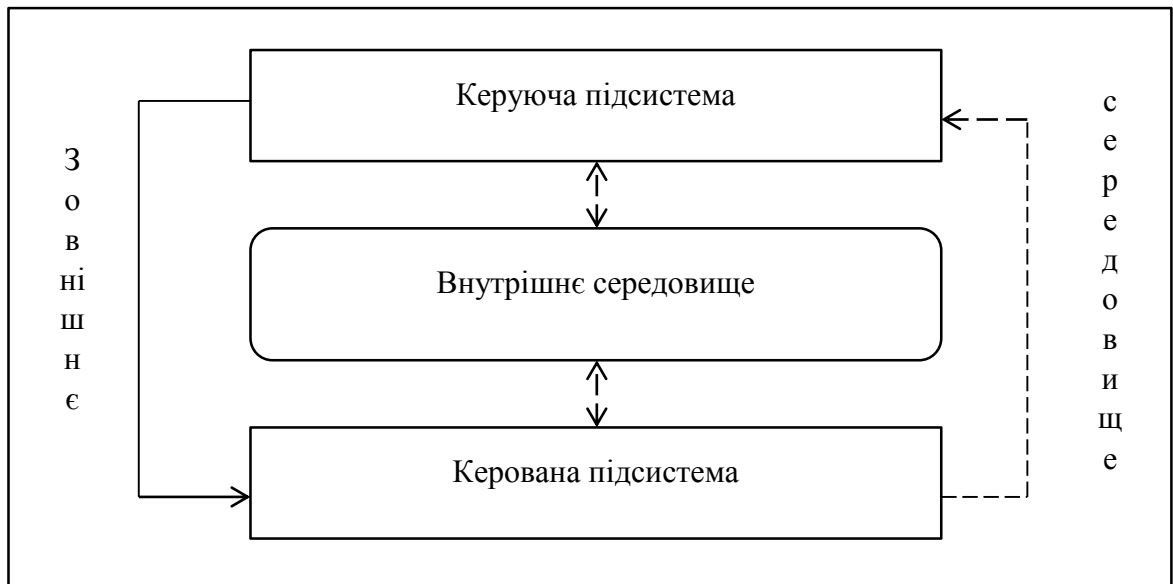 Керуюча підсистема
Зовнішнє
середовище
Внутрішнє середовище
Керована підсистема